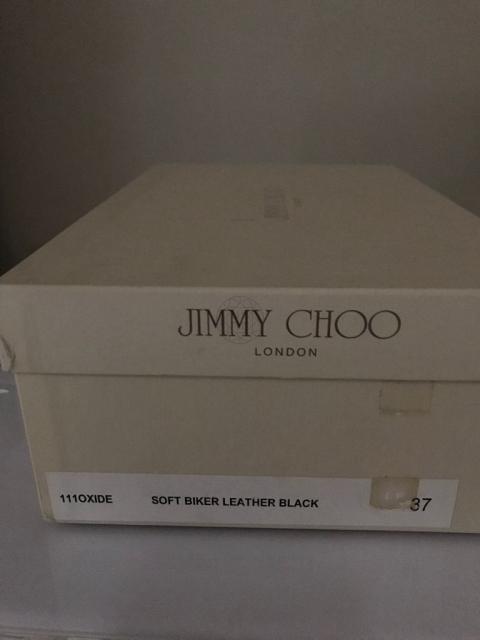 JIMMY CHOO
LONDON
111OXIDE SOFT BIKER LEATHER BLACK 37